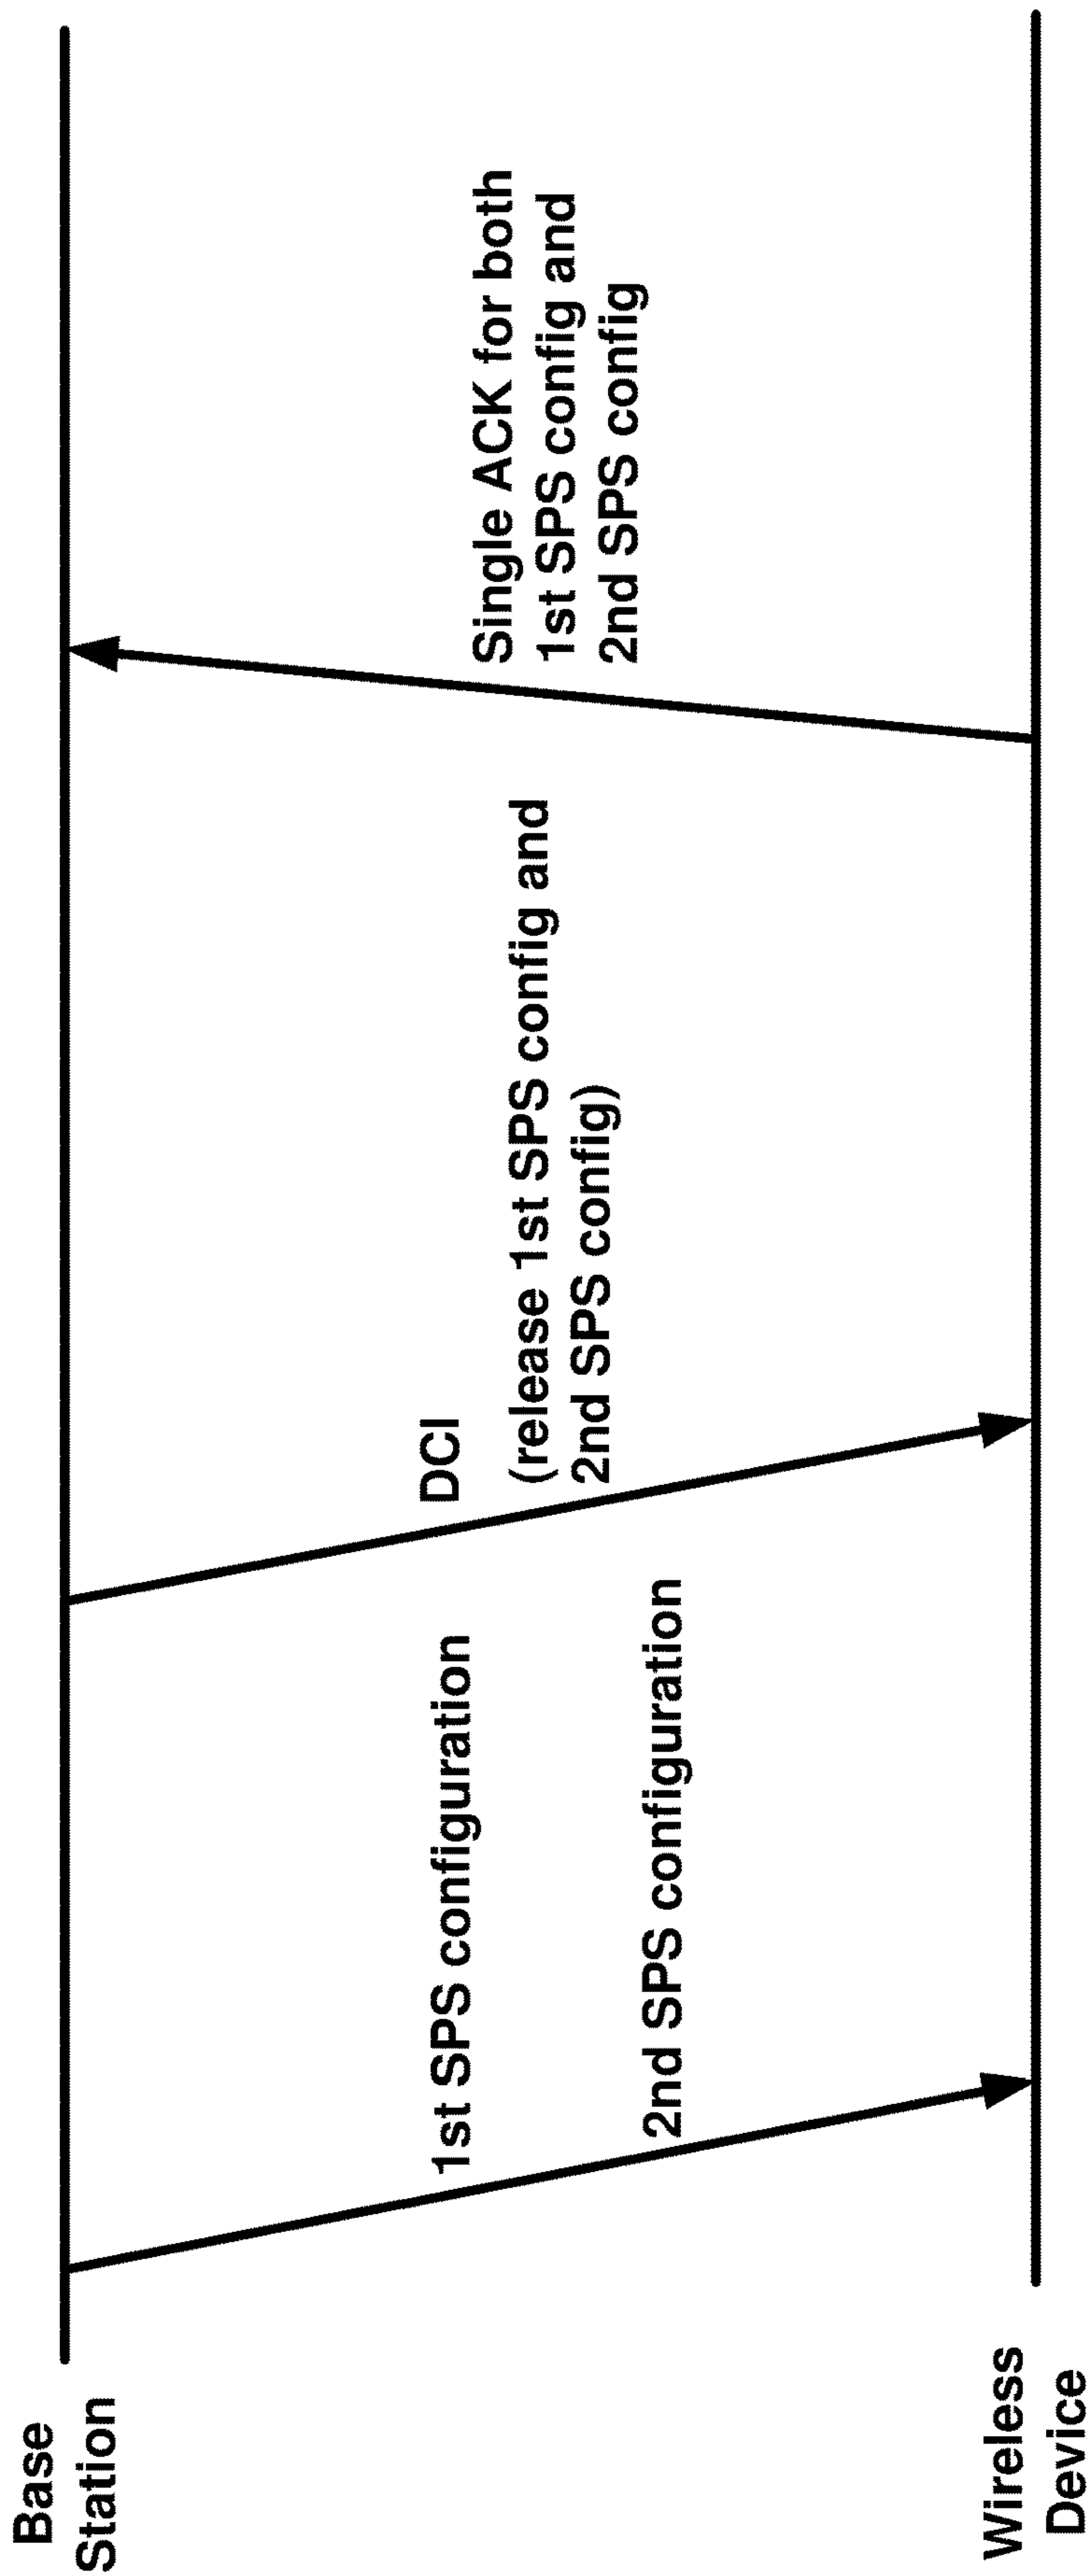 Base
Station
1st SPS configuration
2nd SPS configuration
DCI
(release 1st SPS config and
2nd SPS config)
Single ACK for both
1st SPS config and
2nd SPS config
Wireless
Device